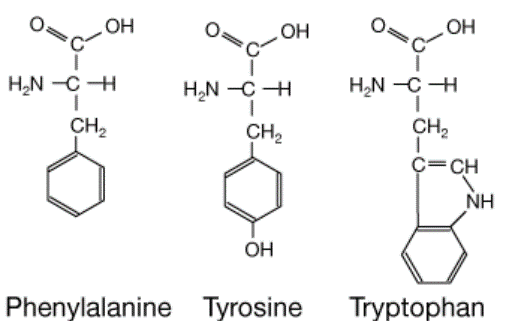 O OH O OH O OH
C C C
H₂N C H H₂N C H H₂N C H
CH₂ CH₂ CH₂
C=CH
NH
OH
Phenylalanine Tyrosine Tryptophan